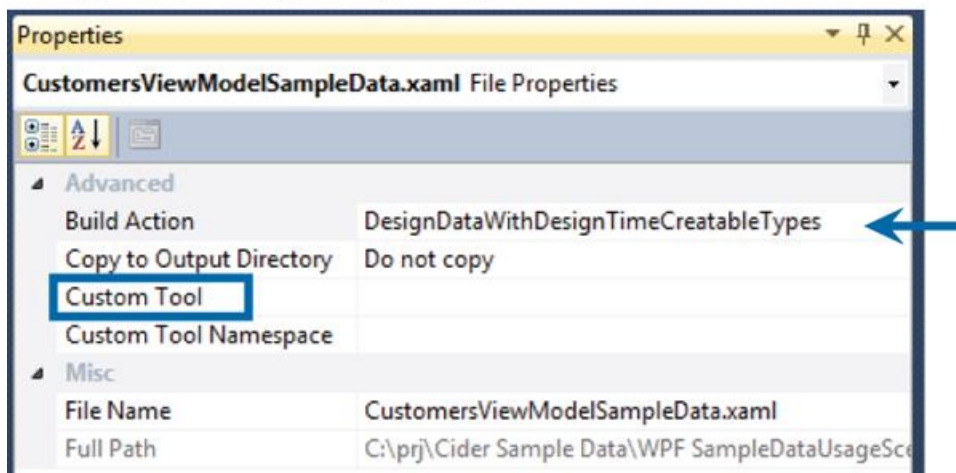 Properties
CustomersViewModelSampleData.xaml File Properties
A
Z
Advanced
Build Action DesignDataWithDesignTimeCreatableTypes
Copy to Output Directory Do not copy
Custom Tool
Custom Tool Namespace
Misc
File Name CustomersViewModelSampleData.xaml
Full Path C:\prj\Cider Sample Data\WPF SampleDataUsageSce